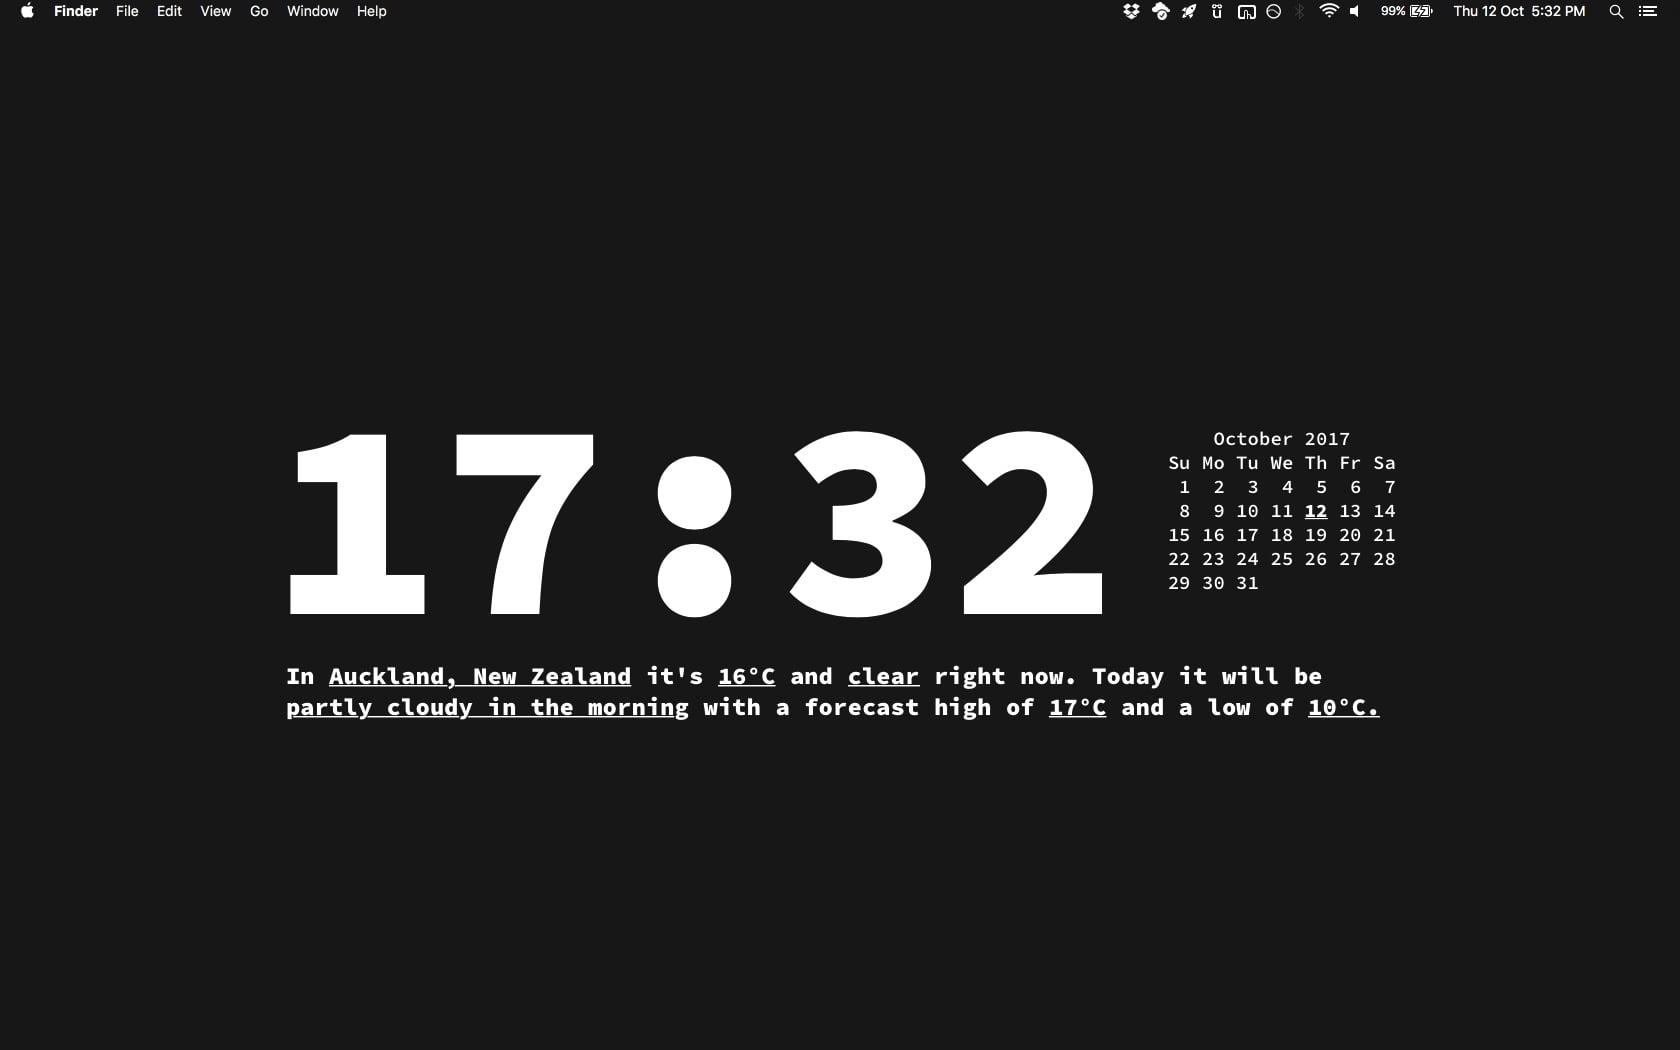 Finder File Edit View Go Window Help ü 99% Thu 12 Oct 5:32 PM
17:32
October 2017
Su Mo Tu We Th Fr Sa
1 2 3 4 5 6 7
8 9 10 11 12 13 14
15 16 17 18 19 20 21
22 23 24 25 26 27 28
29 30 31
In Auckland, New Zealand it's 16°C and clear right now. Today it will be
partly cloudy in the morning with a forecast high of 17°C and a low of 10°C.